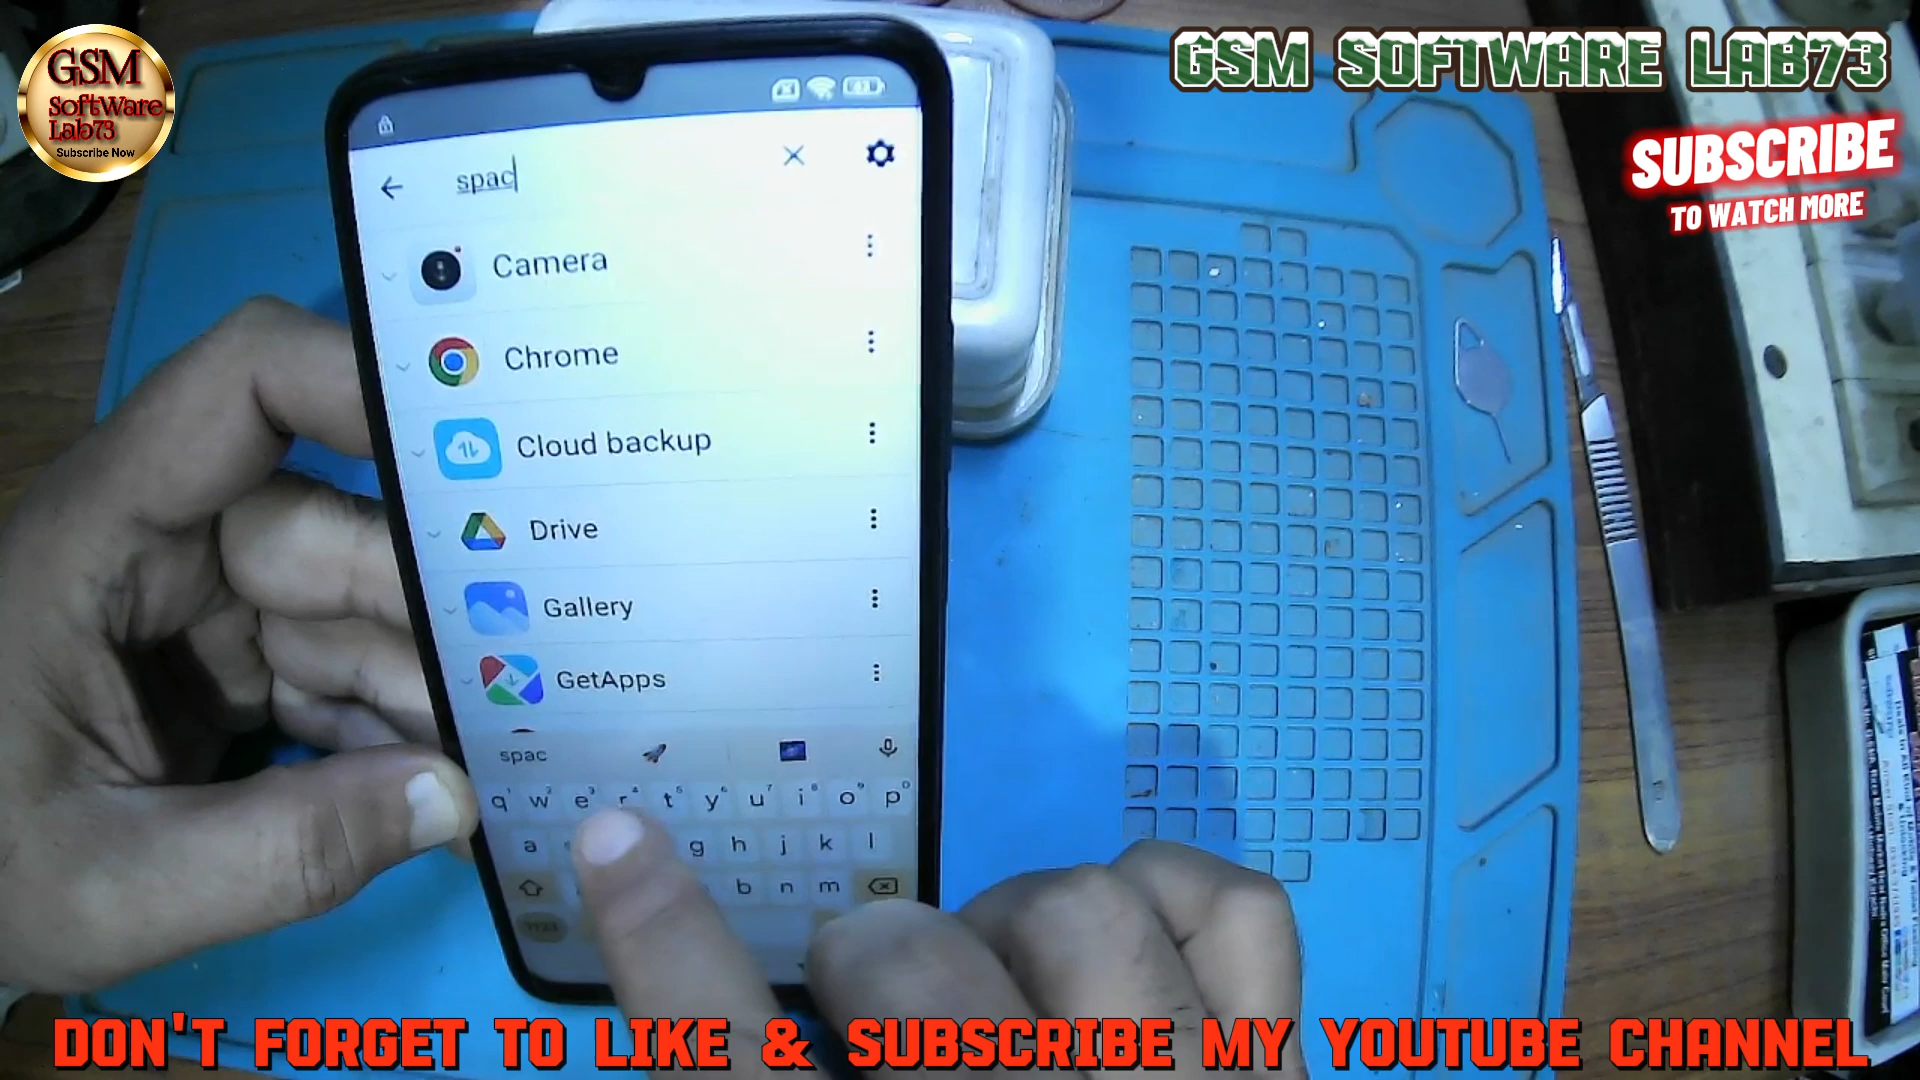 GSM
SoftWare
Lab73
Subscribe Now
GSM SOFTWARE LAB73
SUBSCRIBE
TO WATCH MORE
spac
Camera
Chrome
Cloud backup
Drive
Gallery
GetApps
spac
q w e r t y u i o p
a g h j k l
b n m
DON'T FORGET TO LIKE & SUBSCRIBE MY YOUTUBE CHANNEL